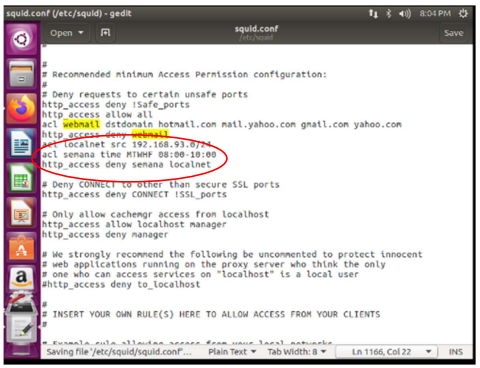 squid.conf (/etc/squid) - gedit
8:04 PM
Open
squid.conf
/etc/squid
Save
#
#
# Recommended minimum Access Permission configuration:
#
# Deny requests to certain unsafe ports
http_access deny !Safe_ports
http_access allow all
acl webmail dstdomain hotmail.com mail.yahoo.com gmail.com yahoo.com
http_access deny webmail
acl localnet src 192.168.93.0/24
acl semana time MTWHF 08:00-10:00
http_access deny semana localnet
# Deny CONNECT to other than secure SSL ports
http_access deny CONNECT !SSL_ports
# Only allow cachemgr access from localhost
http_access allow localhost manager
http_access deny manager
# We strongly recommend the following be uncommented to protect innocent
# web applications running on the proxy server who think the only
# one who can access services on "localhost" is a local user
#http_access deny to_localhost
#
# INSERT YOUR OWN RULE(S) HERE TO ALLOW ACCESS FROM YOUR CLIENTS
#
# Example rule allowing access from your local networks.
Saving file '/etc/squid/squid.conf'... Plain Text Tab Width: 8 Ln 1166, Col 22 INS